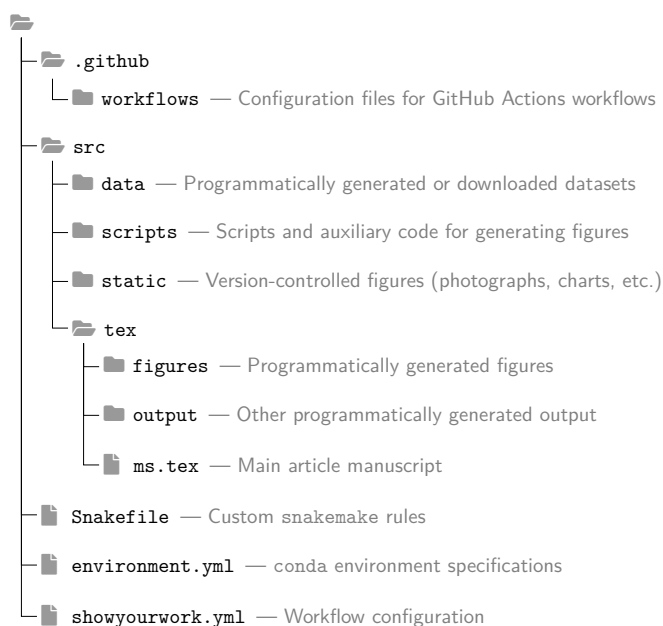 .github
workflows — Configuration files for GitHub Actions workflows
src
data — Programmatically generated or downloaded datasets
scripts — Scripts and auxiliary code for generating figures
static — Version-controlled figures (photographs, charts, etc.)
tex
figures — Programmatically generated figures
output — Other programmatically generated output
ms.tex — Main article manuscript
Snakefile — Custom snakemake rules
environment.yml — conda environment specifications
showyourwork.yml — Workflow configuration